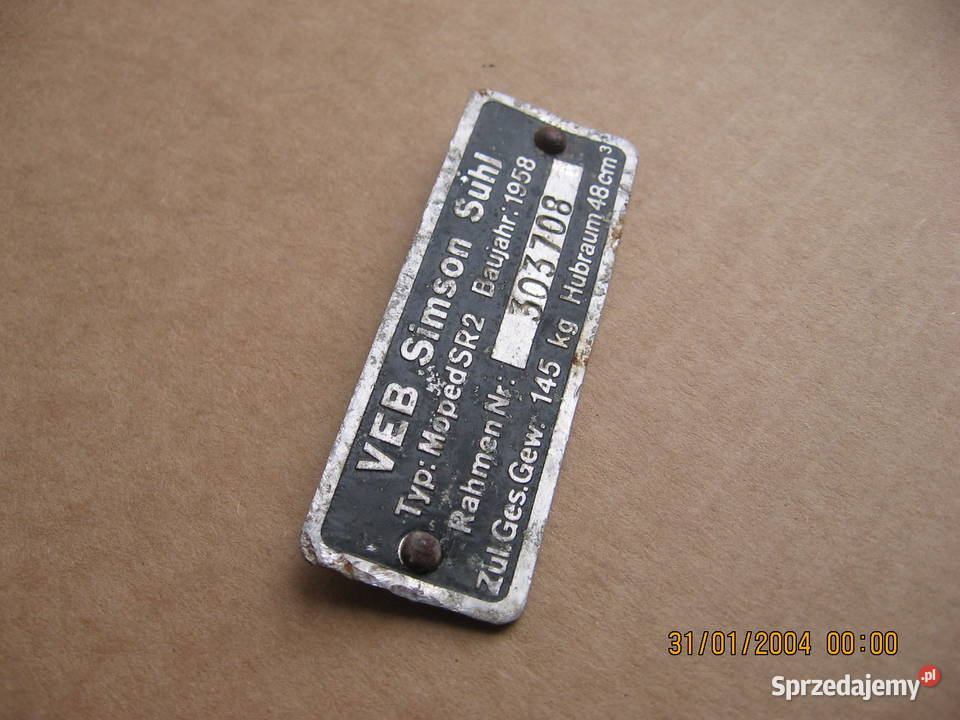 VEB Simson Suhl
Typ: Moped SR2 Baujahr: 1958
Rahmen Nr.: 303708
Zul.Ges.Gew. 145 kg Hubraum 48 cm³
31/01/2004 00:00
Sprzedajemy.pl